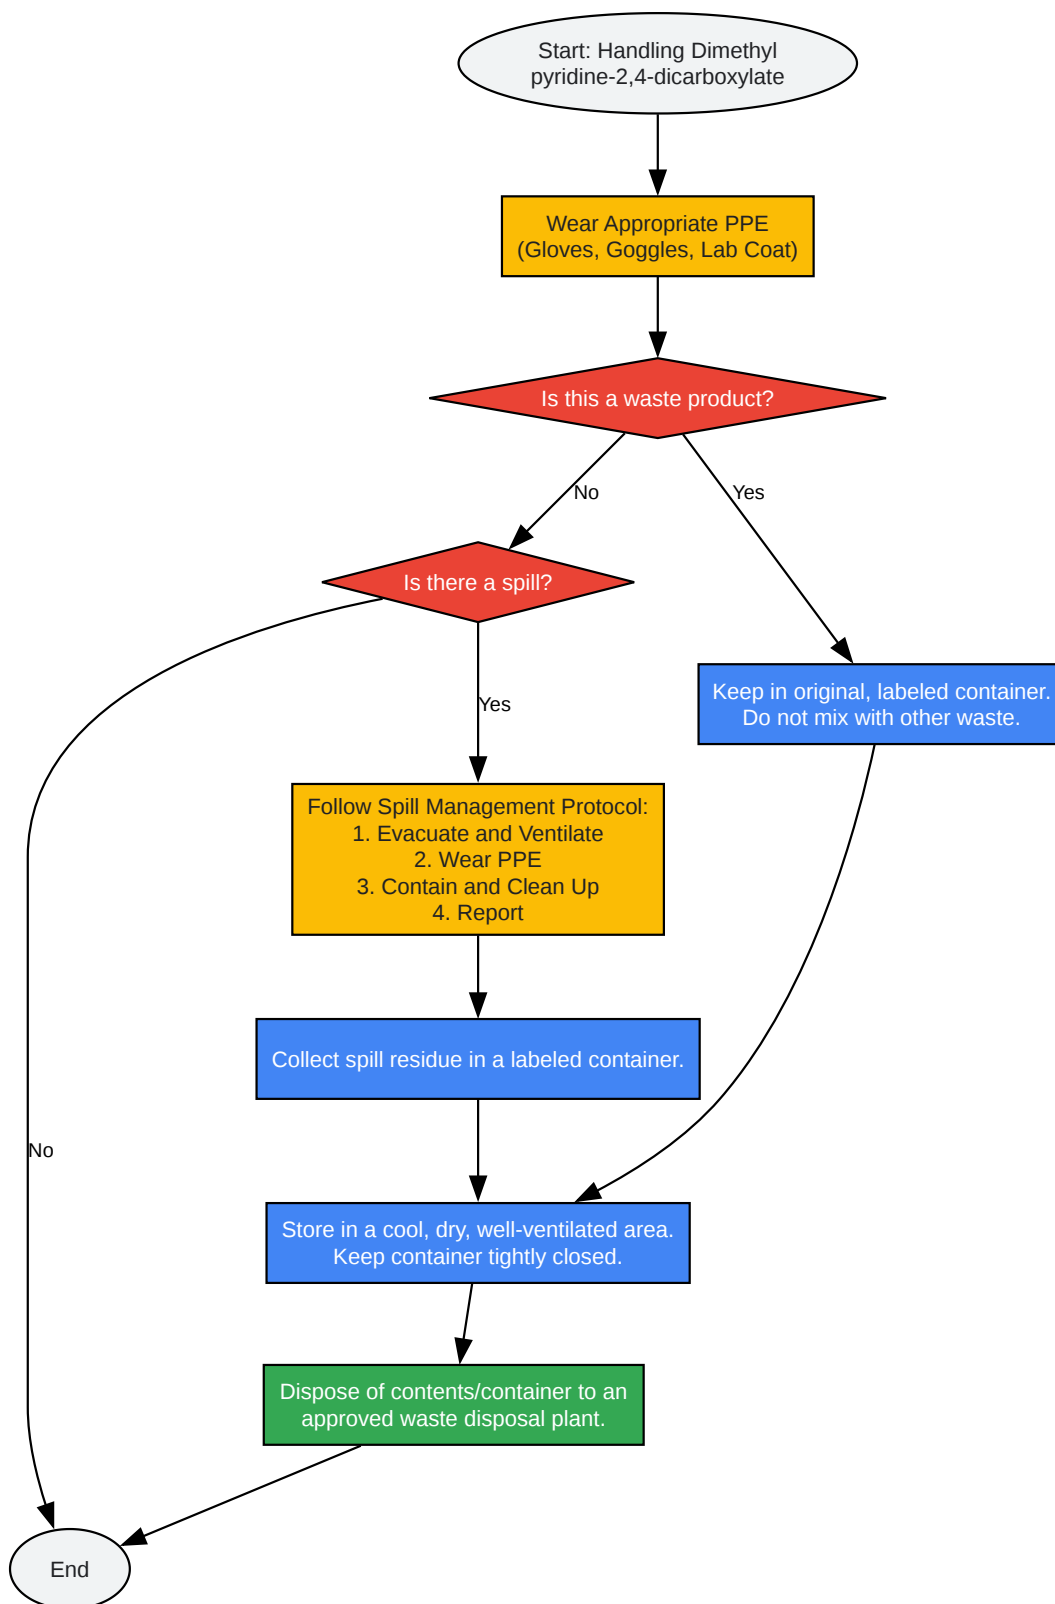 Start: Handling Dimethyl
pyridine-2,4-dicarboxylate
Wear Appropriate PPE
(Gloves, Goggles, Lab Coat)
Is this a waste product?
No
Yes
Is there a spill?
Keep in original, labeled container.
Do not mix with other waste.
Yes
Follow Spill Management Protocol:
1. Evacuate and Ventilate
2. Wear PPE
3. Contain and Clean Up
4. Report
Collect spill residue in a labeled container.
No
Store in a cool, dry, well-ventilated area.
Keep container tightly closed.
Dispose of contents/container to an
approved waste disposal plant.
End